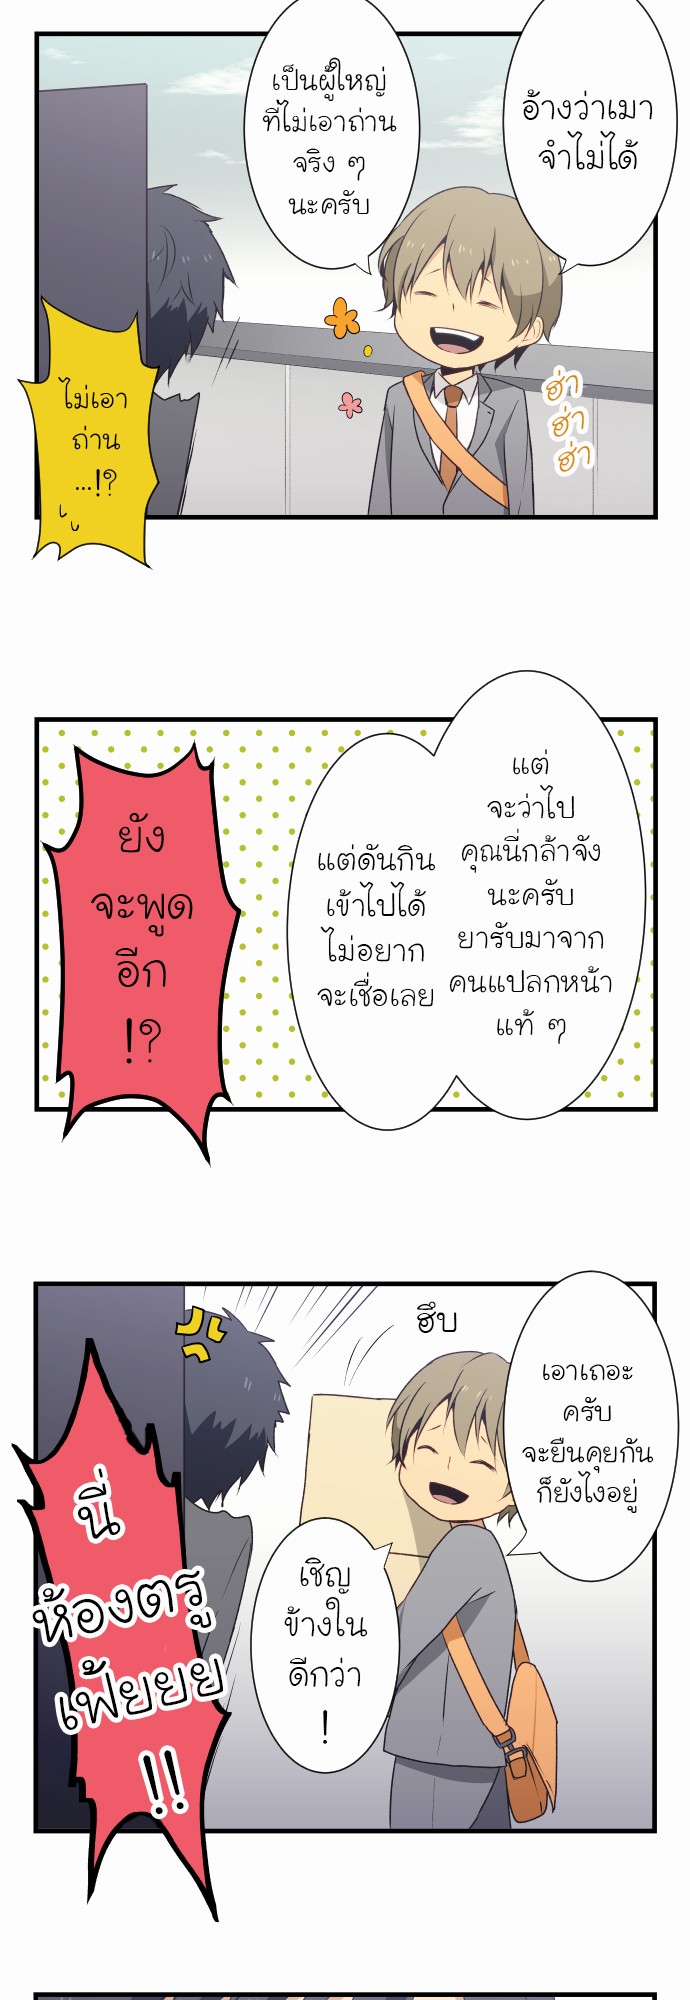 อ้างว่าเมา
จำไม่ได้
เป็นผู้ใหญ่
ที่ไม่เอาถ่าน
จริง ๆ
นะครับ
ฮ่า
ฮ่า
ฮ่า
ไม่เอา
ถ่าน
...!?
แต่
จะว่าไป
คุณนี่กล้าจัง
นะครับ
ยารับมาจาก
คนแปลกหน้า
แท้ ๆ
แต่ดันกิน
เข้าไปได้
ไม่อยาก
จะเชื่อเลย
ยัง
จะพูด
อีก
!?
ฮึบ
เอาเถอะ
ครับ
จะยืนคุยกัน
ก็ยังไงอยู่
เชิญ
ข้างใน
ดีกว่า
!
นี่
ห้องตรู
เฟ้ยยย
!!